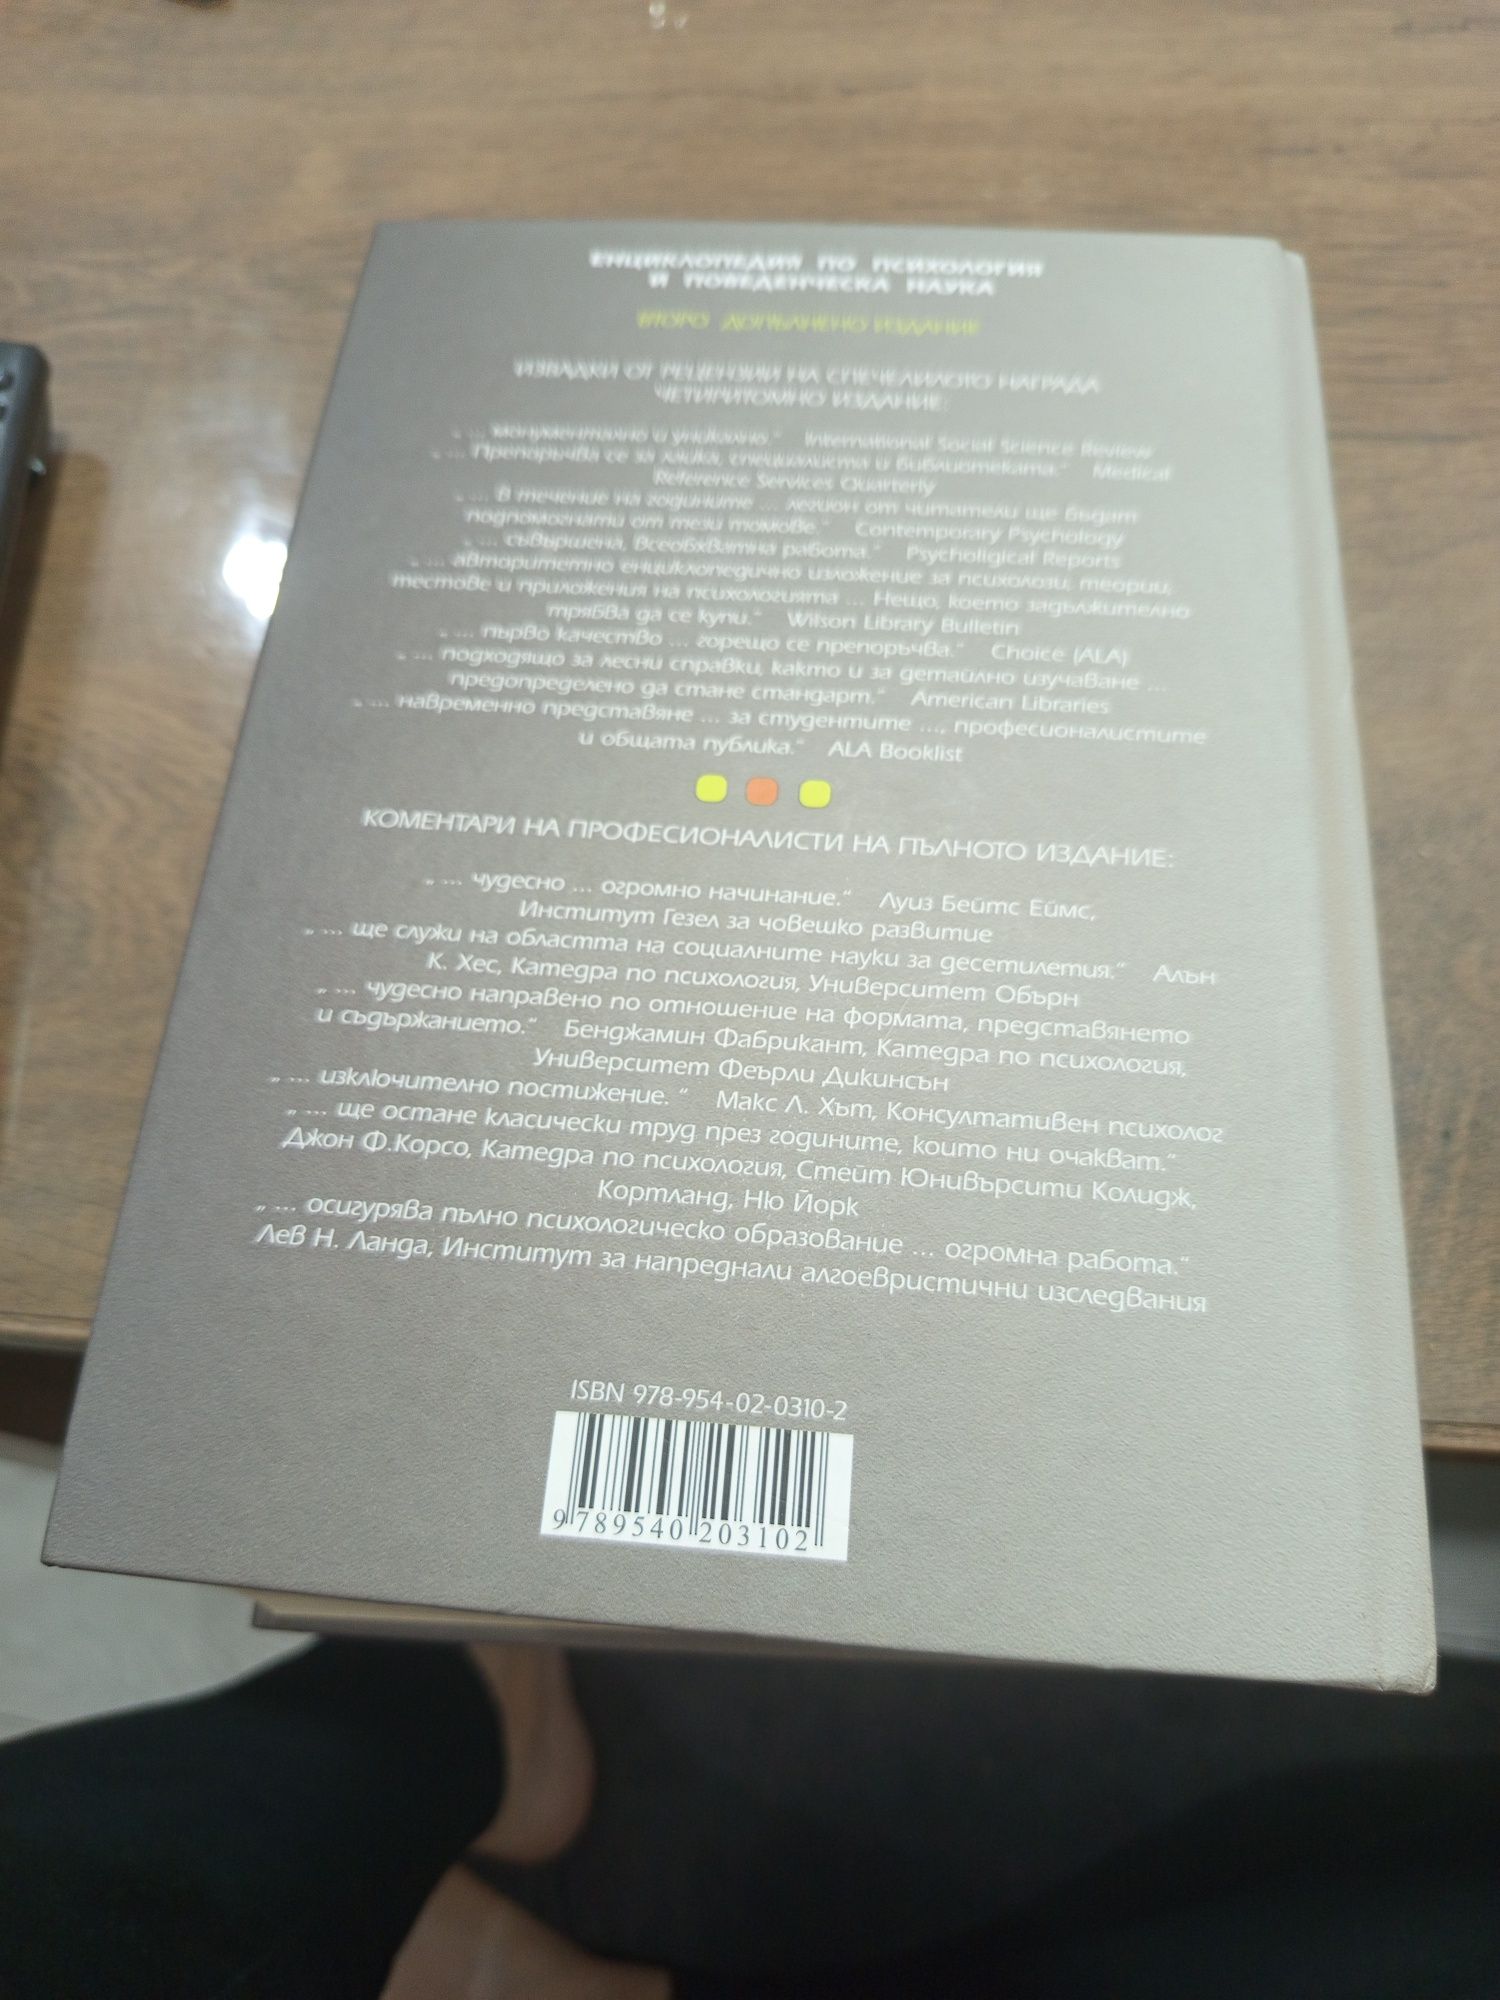 ЕНЦИКЛОПЕДИЯ ПО ПСИХОЛОГИЯ
И ПОВЕДЕНЧЕСКА НАУКА
ВТОРО ДОПЪЛНЕНО ИЗДАНИЕ
ИЗВАДКИ ОТ РЕЦЕНЗИИ НА СПЕЧЕЛИЛОТО НАГРАДА
ЧЕТИРИТОМНО ИЗДАНИЕ:
„ ... монументално и уникално.“ International Social Science Review
„ ... Препоръчва се за лаика, специалиста и библиотеката.“ Medical
Reference Services Quarterly
„ ... В течение на годините ... легион от читатели ще бъдат
подпомогнати от тези томове.“ Contemporary Psychology
„ ... съвършена, всеобхватна работа.“ Psycholigical Reports
„ ... авторитетно енциклопедично изложение за психолози, теории,
тестове и приложения на психологията ... Нещо, което задължително
трябва да се купи.“ Wilson Library Bulletin
„ ... първо качество ... горещо се препоръчва.“ Choice (ALA)
„ ... подходящо за лесни справки, както и за детайлно изучаване ...
предопределено да стане стандарт.“ American Libraries
„ ... навременно представяне ... за студентите ..., професионалистите
и общата публика.“ ALA Booklist
КОМЕНТАРИ НА ПРОФЕСИОНАЛИСТИ НА ПЪЛНОТО ИЗДАНИЕ:
„ ... чудесно ... огромно начинание.“ Луиз Бейтс Еймс,
Институт Гезел за човешко развитие
„ ... ще служи на областта на социалните науки за десетилетия.“ Алън
К. Хес, Катедра по психология, Университет Обърн
„ ... чудесно направено по отношение на формата, представянето
и съдържанието.“ Бенджамин Фабрикант, Катедра по психология,
Университет Феърли Дикинсън
„ ... изключително постижение. “ Макс Л. Хът, Консултативен психолог
„ ... ще остане класически труд през годините, които ни очакват.“
Джон Ф.Корсо, Катедра по психология, Стейт Юнивърсити Колидж,
Кортланд, Ню Йорк
„ ... осигурява пълно психологическо образование ... огромна работа.“
Лев Н. Ланда, Институт за напреднали алгоевристични изследвания
ISBN 978-954-02-0310-2
9 789540 203102